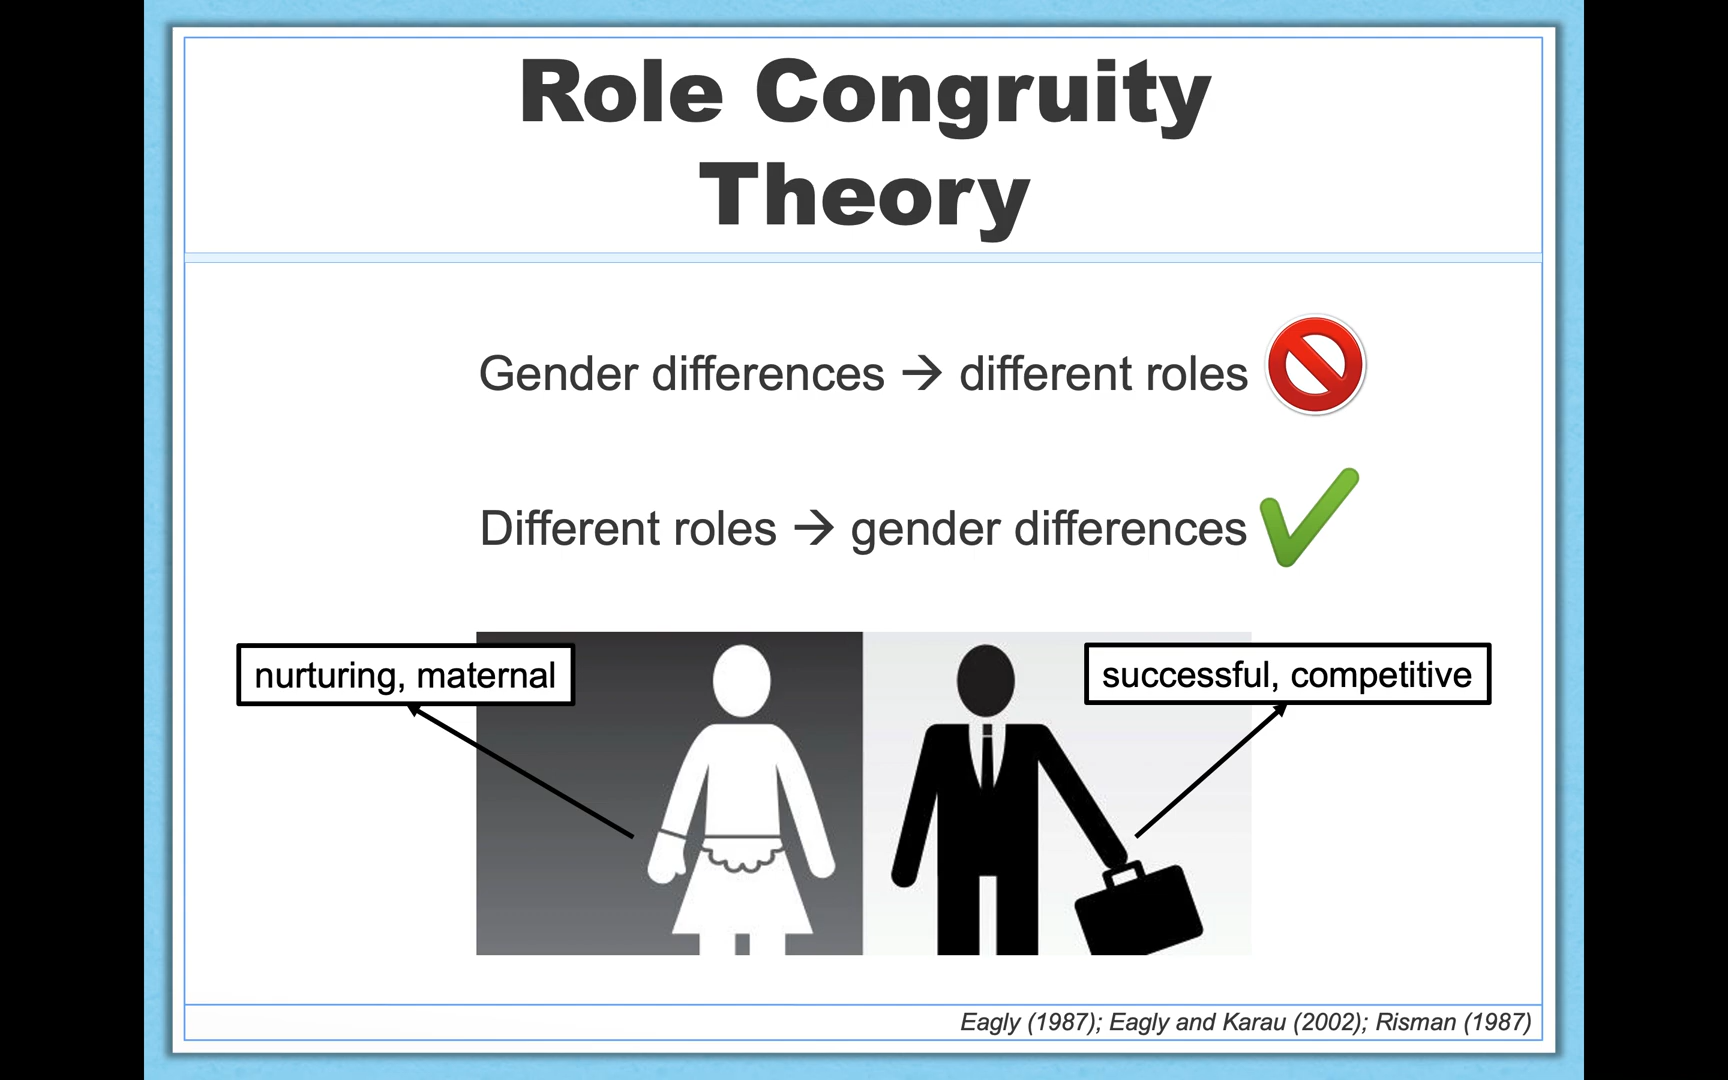 Role Congruity
Theory
Gender differences → different roles
Different roles → gender differences
nurturing, maternal
successful, competitive
Eagly (1987); Eagly and Karau (2002); Risman (1987)